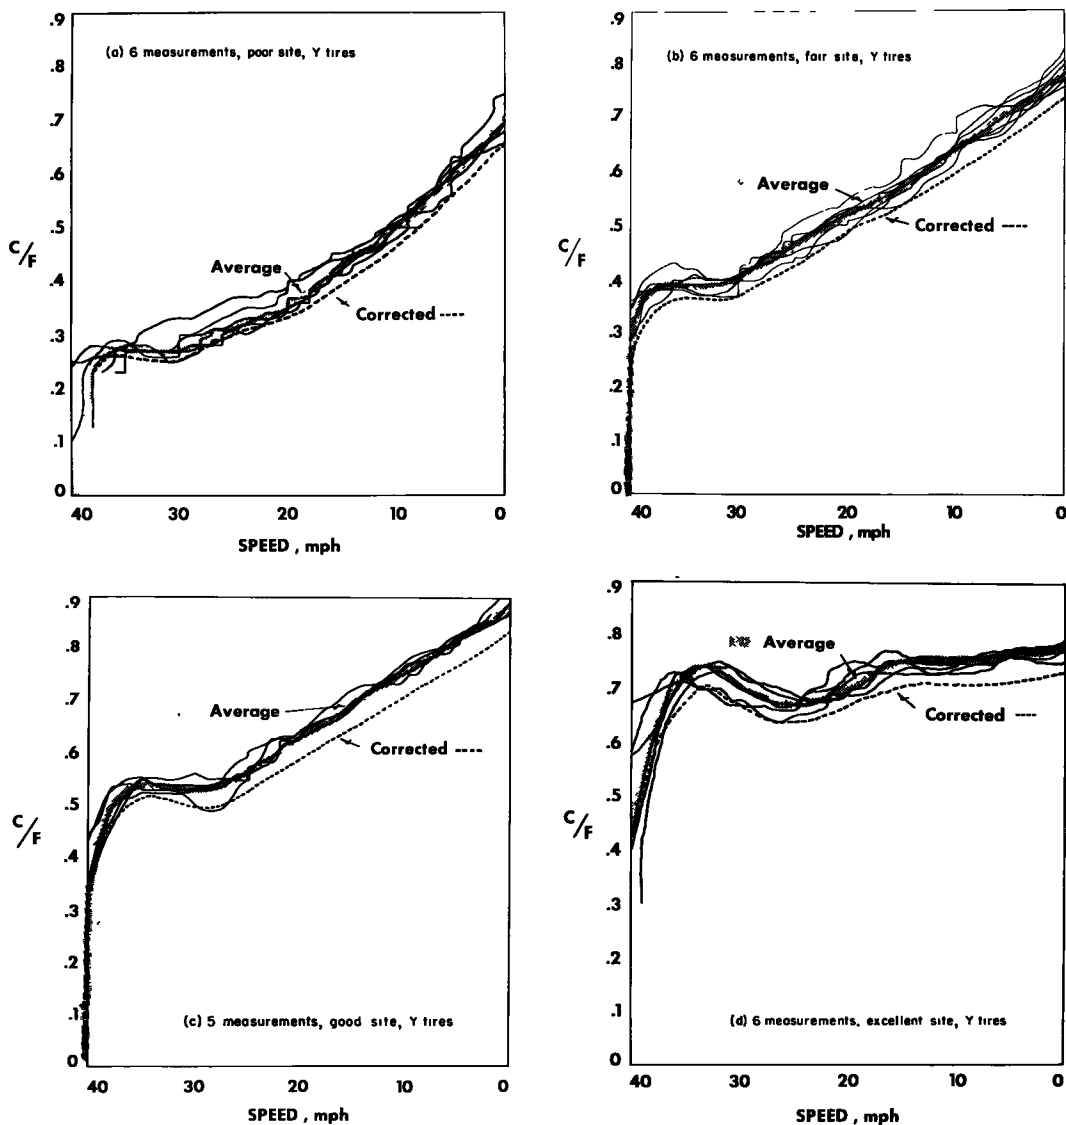 .9
(a) 6 measurements, poor site, Y tires
.8
.7
.6
.5
C/F
.4
Average
Corrected ----
.3
.2
.1
0
40 30 20 10 0
SPEED , mph
.9
(b) 6 measurements, fair site, Y tires
.8
.7
.6
Average
.5
Corrected ----
C/F
.4
.3
.2
.1
0
40 30 20 10 0
SPEED, mph
.9
.8
.7
Average
.6
Corrected ----
.5
C/F
.4
.3
.2
.1
(c) 5 measurements, good site, Y tires
0
40 30 20 10 0
SPEED , mph
.9
.8
Average
.7
Corrected ----
.6
.5
C/F
.4
.3
.2
.1
(d) 6 measurements, excellent site, Y tires
0
40 30 20 10 0
SPEED , mph